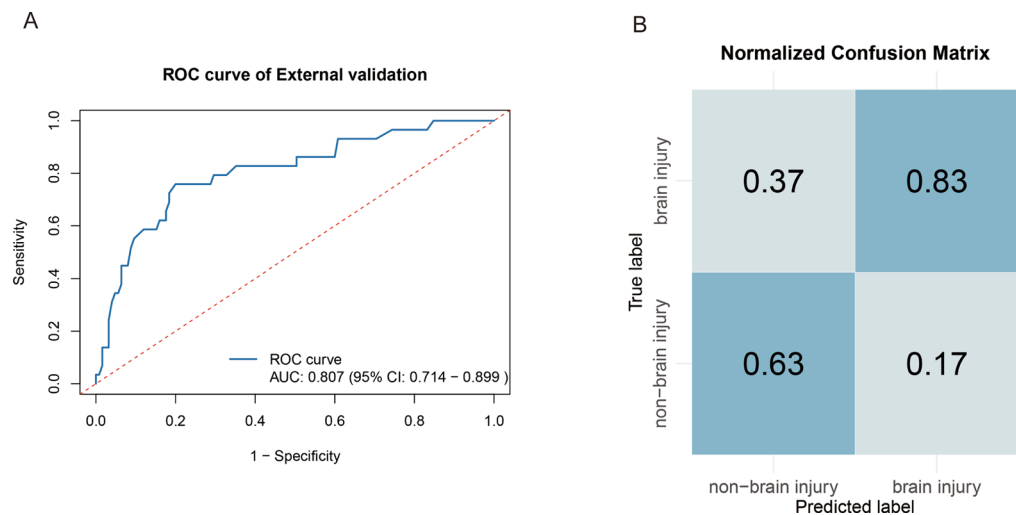 A
ROC curve of External validation
Sensitivity
0.0
0.2
0.4
0.6
0.8
1.0
ROC curve
AUC: 0.807 (95% CI: 0.714 − 0.899 )
0.0 0.2 0.4 0.6 0.8 1.0
1 − Specificity
B
Normalized Confusion Matrix
True label
brain injury
non−brain injury
0.37 0.83
0.63 0.17
non−brain injury brain injury
Predicted label